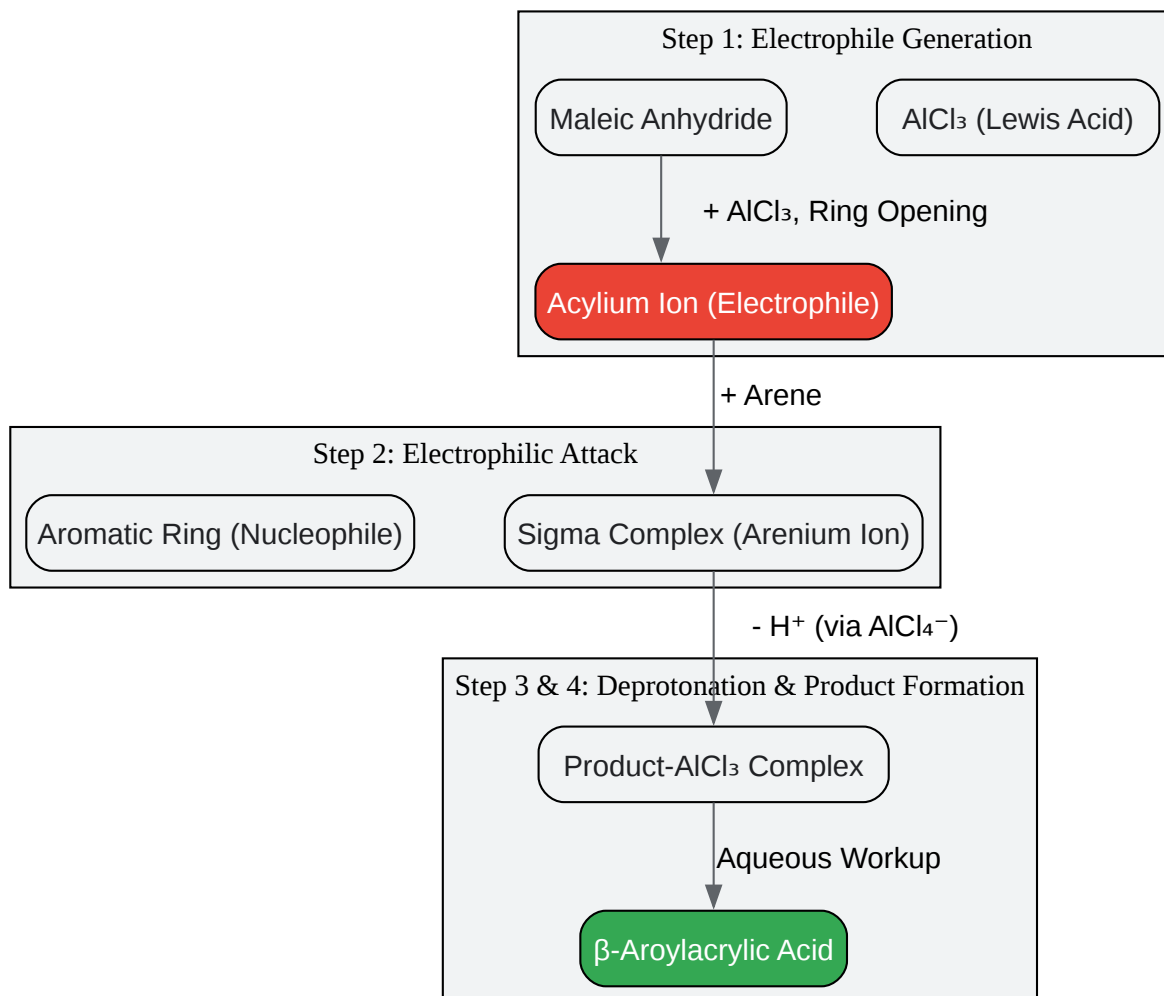 Step 1: Electrophile Generation
Maleic Anhydride
AlCl₃ (Lewis Acid)
+ AlCl₃, Ring Opening
Acylium Ion (Electrophile)
+ Arene
Step 2: Electrophilic Attack
Aromatic Ring (Nucleophile)
Sigma Complex (Arenium Ion)
- H⁺ (via AlCl₄⁻)
Step 3 & 4: Deprotonation & Product Formation
Product-AlCl₃ Complex
Aqueous Workup
β-Aroylacrylic Acid